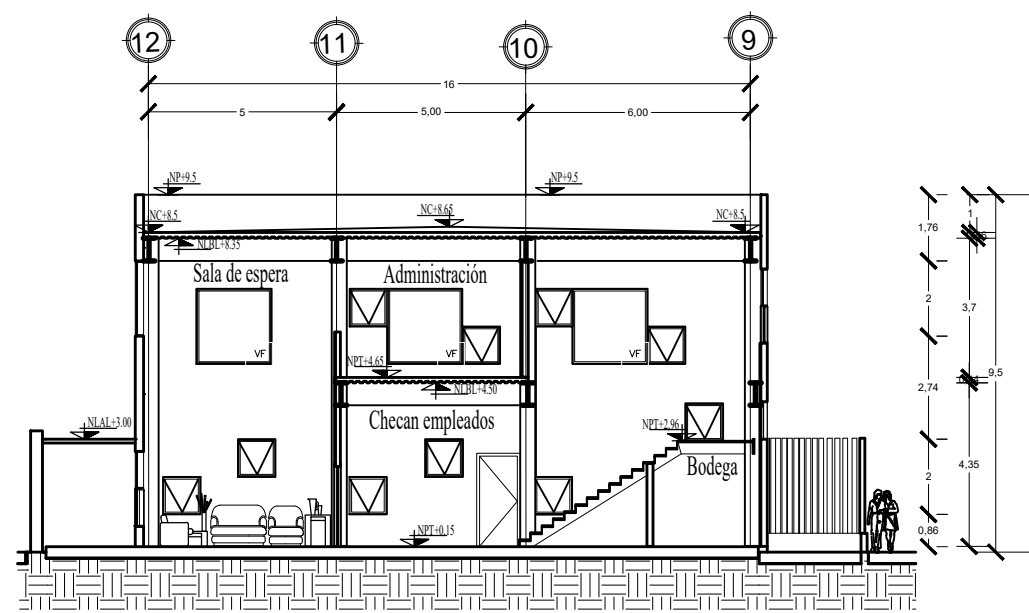 12 11 10 9
16
5 5,00 6,00
NP+9.5 NP+9.5
NC+8.5 NC+8.65 NC+8.5
NLBL+8.35
Sala de espera Administración
VF VF VF
NPT+4.65
NLBL+4.50
Checan empleados
NLAL+3.00
NPT+2.96
Bodega
NPT+0.15
1,76
2
2,74
2
0,86
1
3,7
4,35
9,5